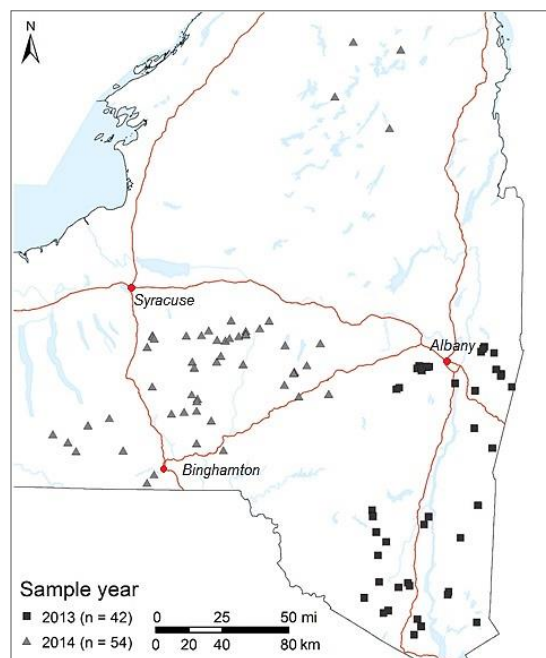 N
Syracuse
Albany
Binghamton
Sample year
2013 (n = 42)
2014 (n = 54)
0 25 50 mi
0 20 40 80 km